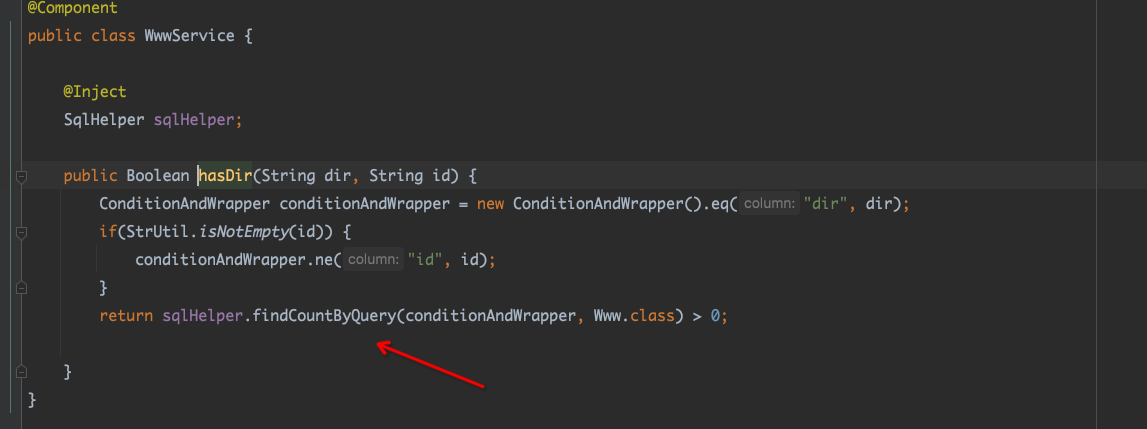 @Component
public class WwwService {
@Inject
SqlHelper sqlHelper;
public Boolean hasDir(String dir, String id) {
ConditionAndWrapper conditionAndWrapper = new ConditionAndWrapper().eq( column: "dir", dir);
if(StrUtil.isNotEmpty(id)) {
conditionAndWrapper.ne( column: "id", id);
}
return sqlHelper.findCountByQuery(conditionAndWrapper, Www.class) > 0;
}
}